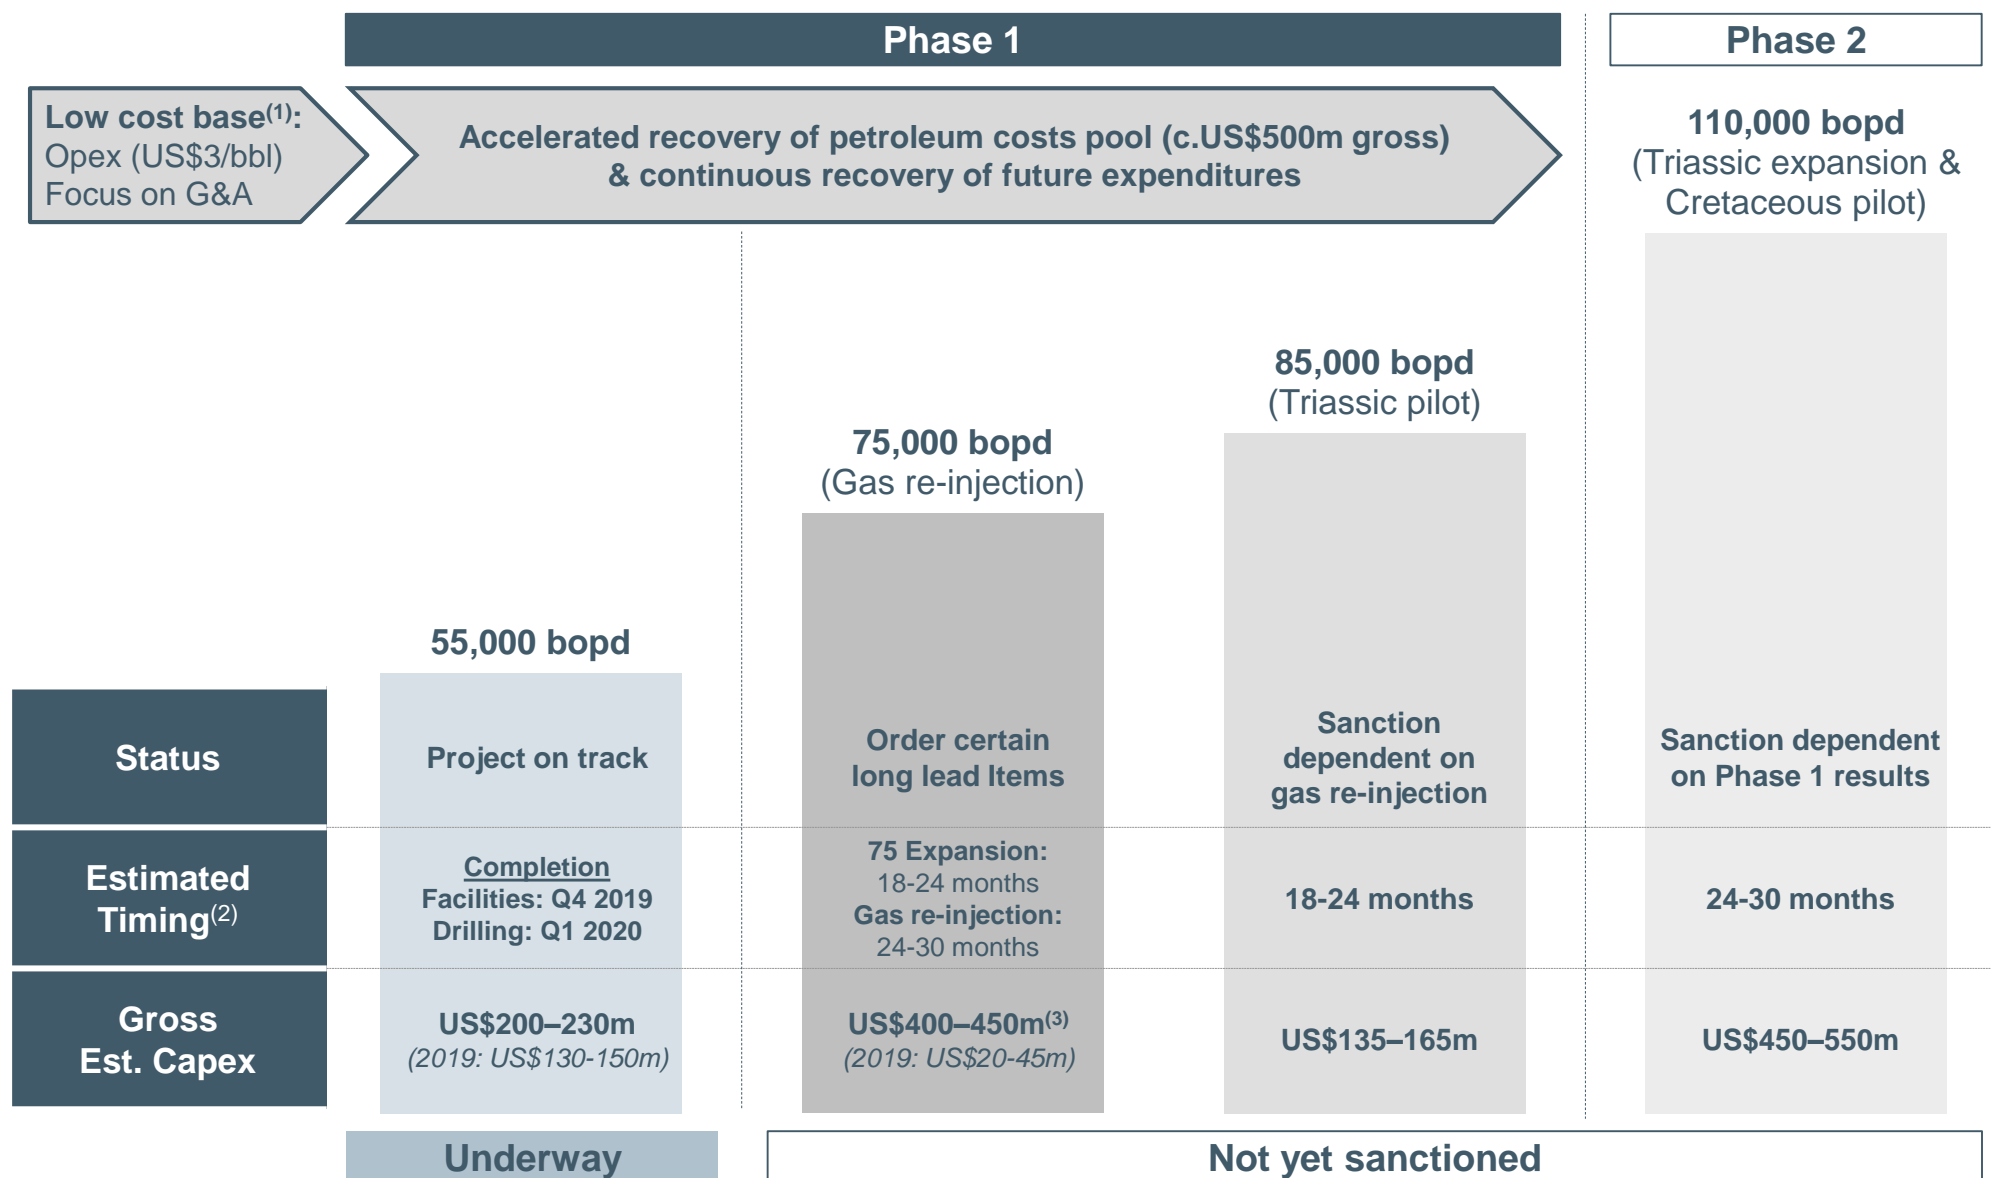 Phase 1
Phase 2
Low cost base(1):
Opex (US$3/bbl)
Focus on G&A
Accelerated recovery of petroleum costs pool (c.US$500m gross)
& continuous recovery of future expenditures
110,000 bopd
(Triassic expansion &
Cretaceous pilot)
85,000 bopd
(Triassic pilot)
75,000 bopd
(Gas re-injection)
55,000 bopd
Status
Project on track
Order certain
long lead Items
Sanction
dependent on
gas re-injection
Sanction dependent
on Phase 1 results
Estimated
Timing(2)
Completion
Facilities: Q4 2019
Drilling: Q1 2020
75 Expansion:
18-24 months
Gas re-injection:
24-30 months
18-24 months
24-30 months
Gross
Est. Capex
US$200–230m
(2019: US$130-150m)
US$400–450m(3)
(2019: US$20-45m)
US$135–165m
US$450–550m
Underway
Not yet sanctioned